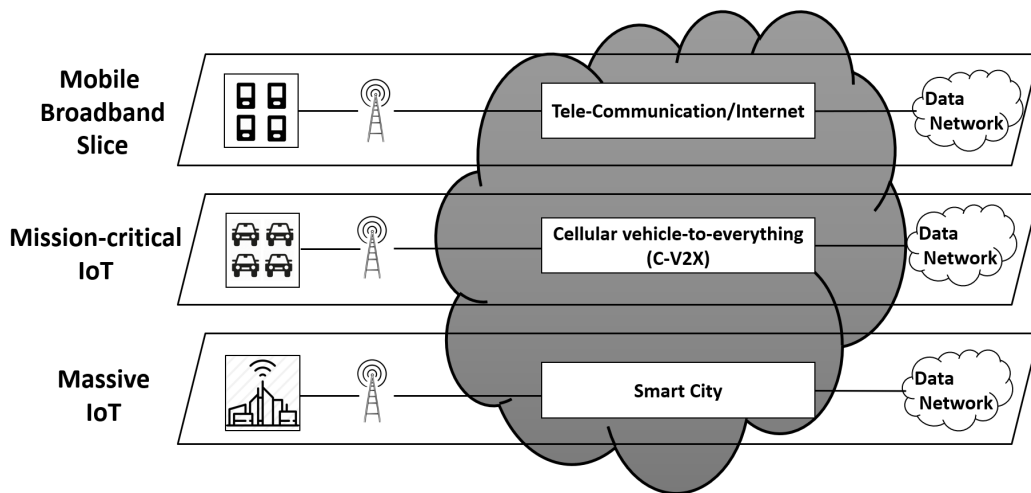 Mobile
Broadband
Slice
Tele-Communication/Internet
Data
Network
Mission-critical
IoT
Cellular vehicle-to-everything
(C-V2X)
Data
Network
Massive
IoT
Smart City
Data
Network